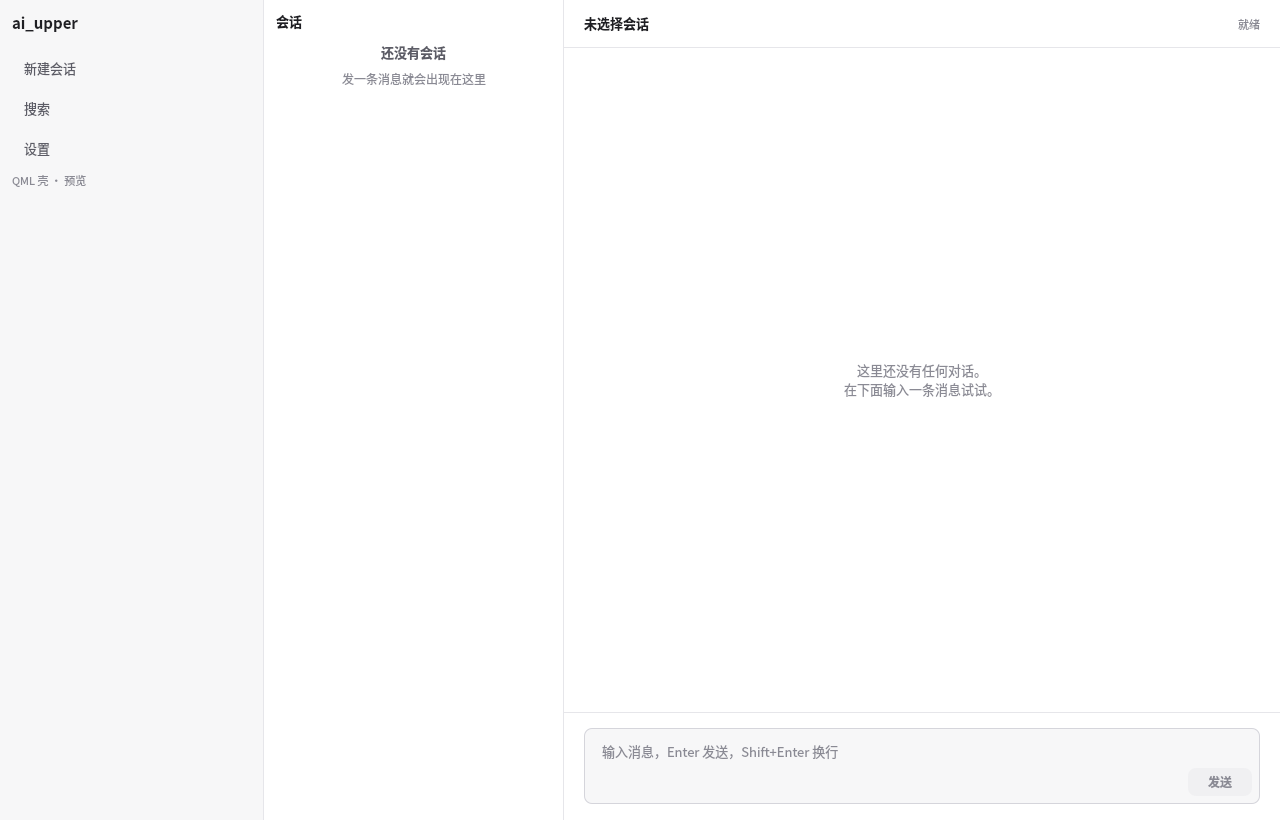 ai_upper
新建会话
搜索
设置
QML 壳 · 预览
会话
还没有会话
发一条消息就会出现在这里
未选择会话
就绪
这里还没有任何对话。
在下面输入一条消息试试。
输入消息，Enter 发送，Shift+Enter 换行
发送